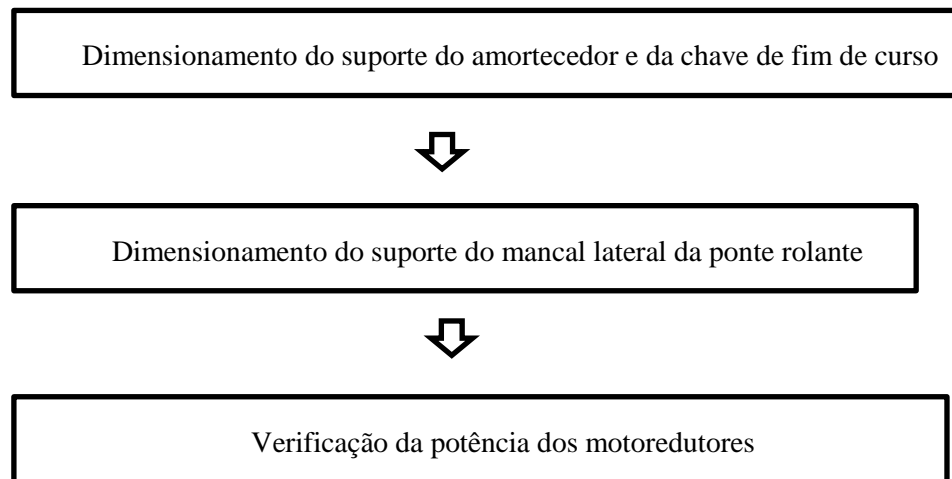 Dimensionamento do suporte do amortecedor e da chave de fim de curso
Dimensionamento do suporte do mancal lateral da ponte rolante
Verificação da potência dos motoredutores